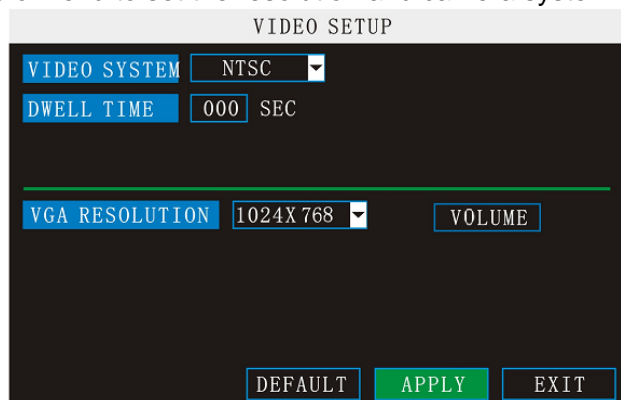 VIDEO SETUP
VIDEO SYSTEM NTSC
DWELL TIME 000 SEC
VGA RESOLUTION 1024X768 VOLUME
DEFAULT APPLY EXIT